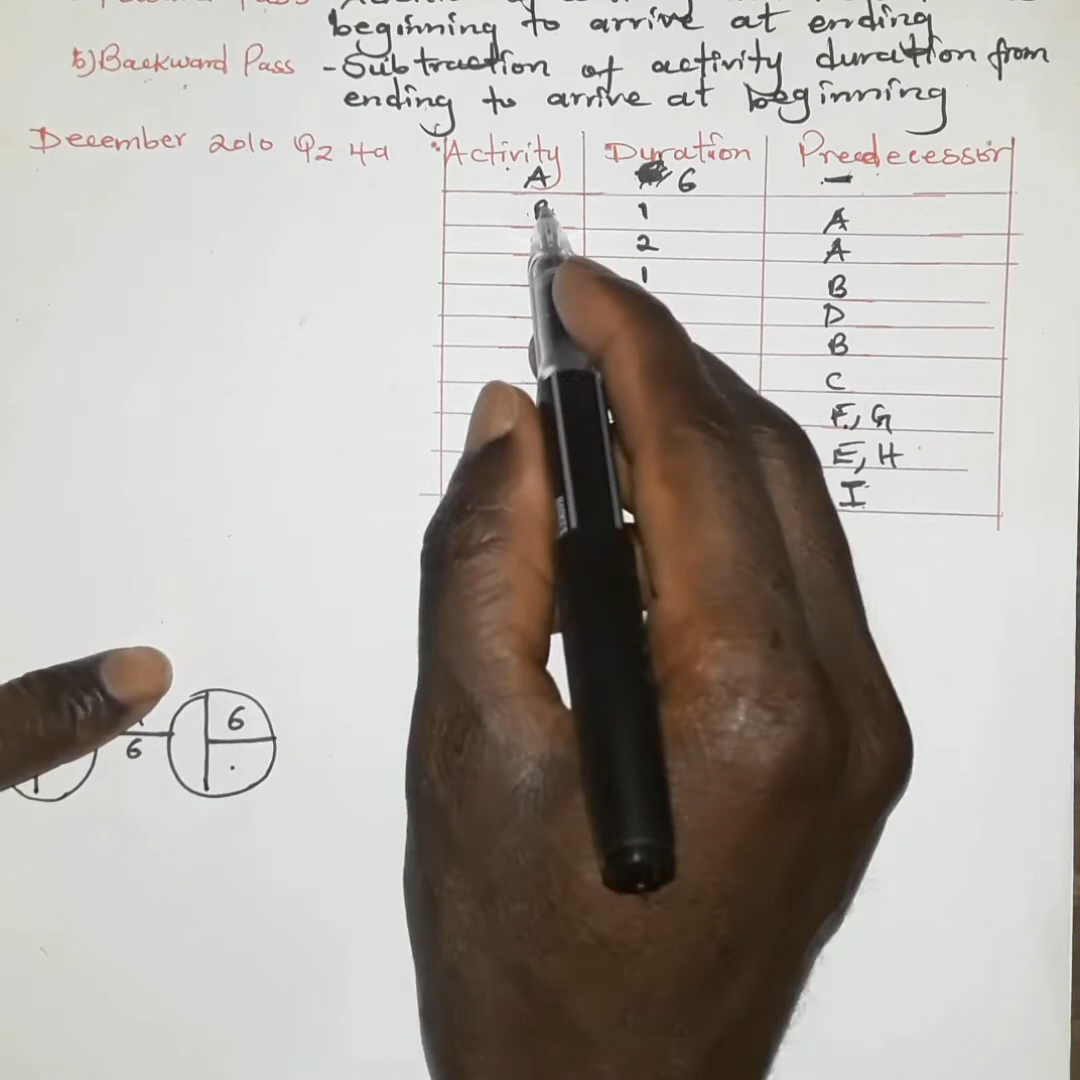 beginning to arrive at ending
b) Backward Pass - Subtraction of activity duration from
ending to arrive at beginning
December 2010 Qz 4a
Activity Duration Predecessor
A 6 -
B 1 A
2 A
1 B
D
B
C
F, G
E, H
I
6
6